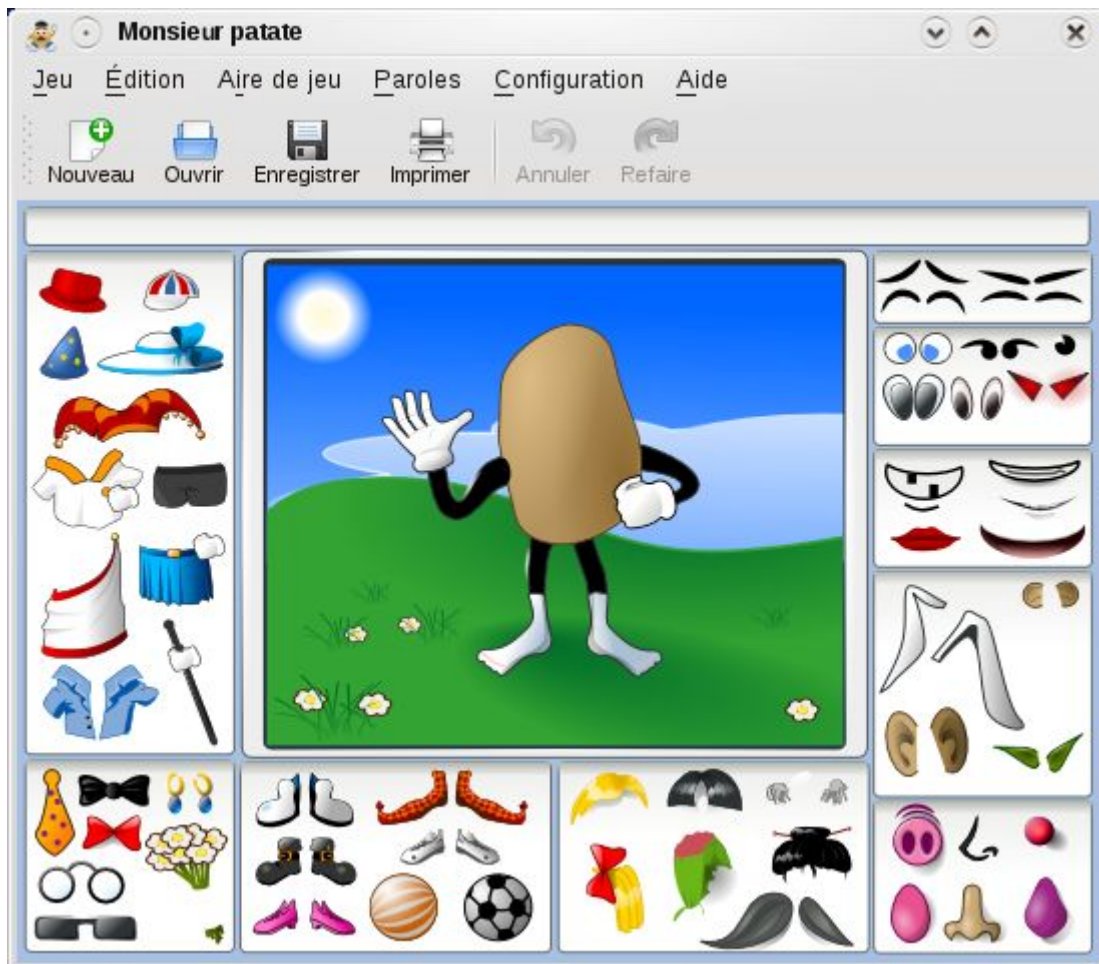 Monsieur patate
Jeu Édition Aire de jeu Paroles Configuration Aide
Nouveau Ouvrir Enregistrer Imprimer Annuler Refaire